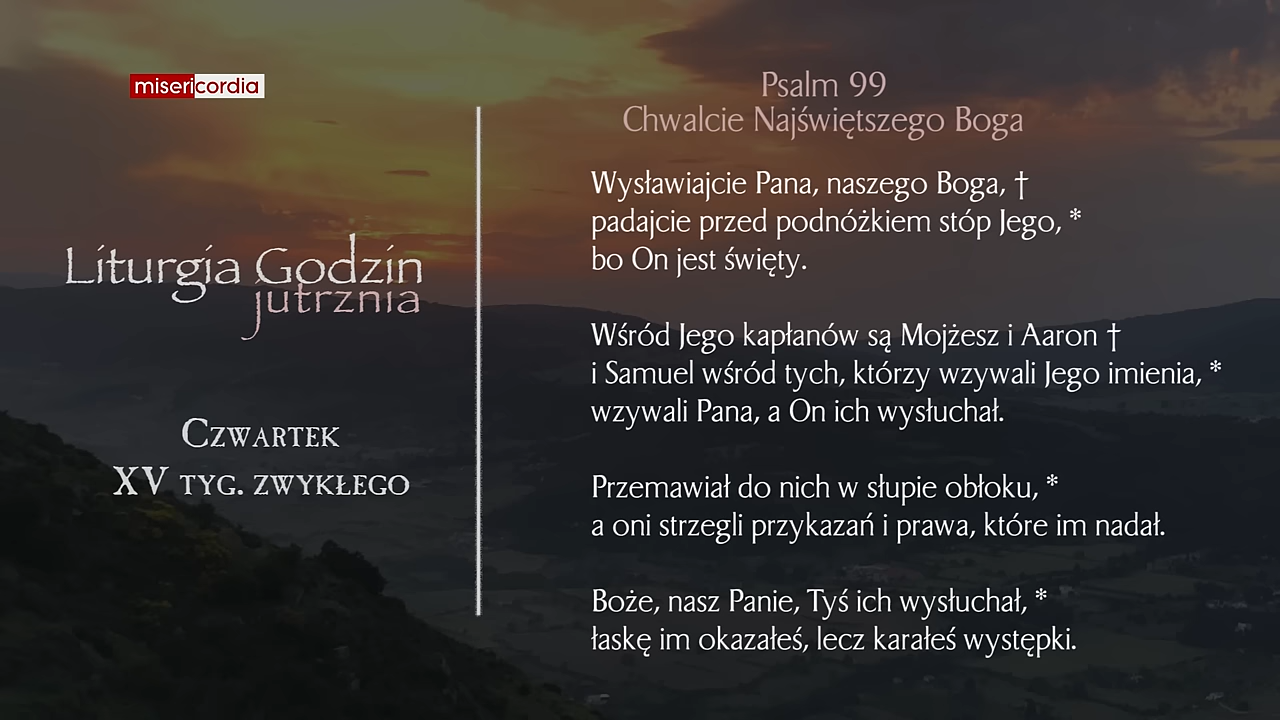 misericordia
Liturgia Godzin
jutrznia
Czwartek
XV tyg. zwykłego
Psalm 99
Chwalcie Najświętszego Boga
Wysławiajcie Pana, naszego Boga, †
padajcie przed podnóżkiem stóp Jego, *
bo On jest święty.
Wśród Jego kapłanów są Mojżesz i Aaron †
i Samuel wśród tych, którzy wzywali Jego imienia, *
wzywali Pana, a On ich wysłuchał.
Przemawiał do nich w słupie obłoku, *
a oni strzegli przykazań i prawa, które im nadał.
Boże, nasz Panie, Tyś ich wysłuchał, *
łaskę im okazałeś, lecz karałeś występki.